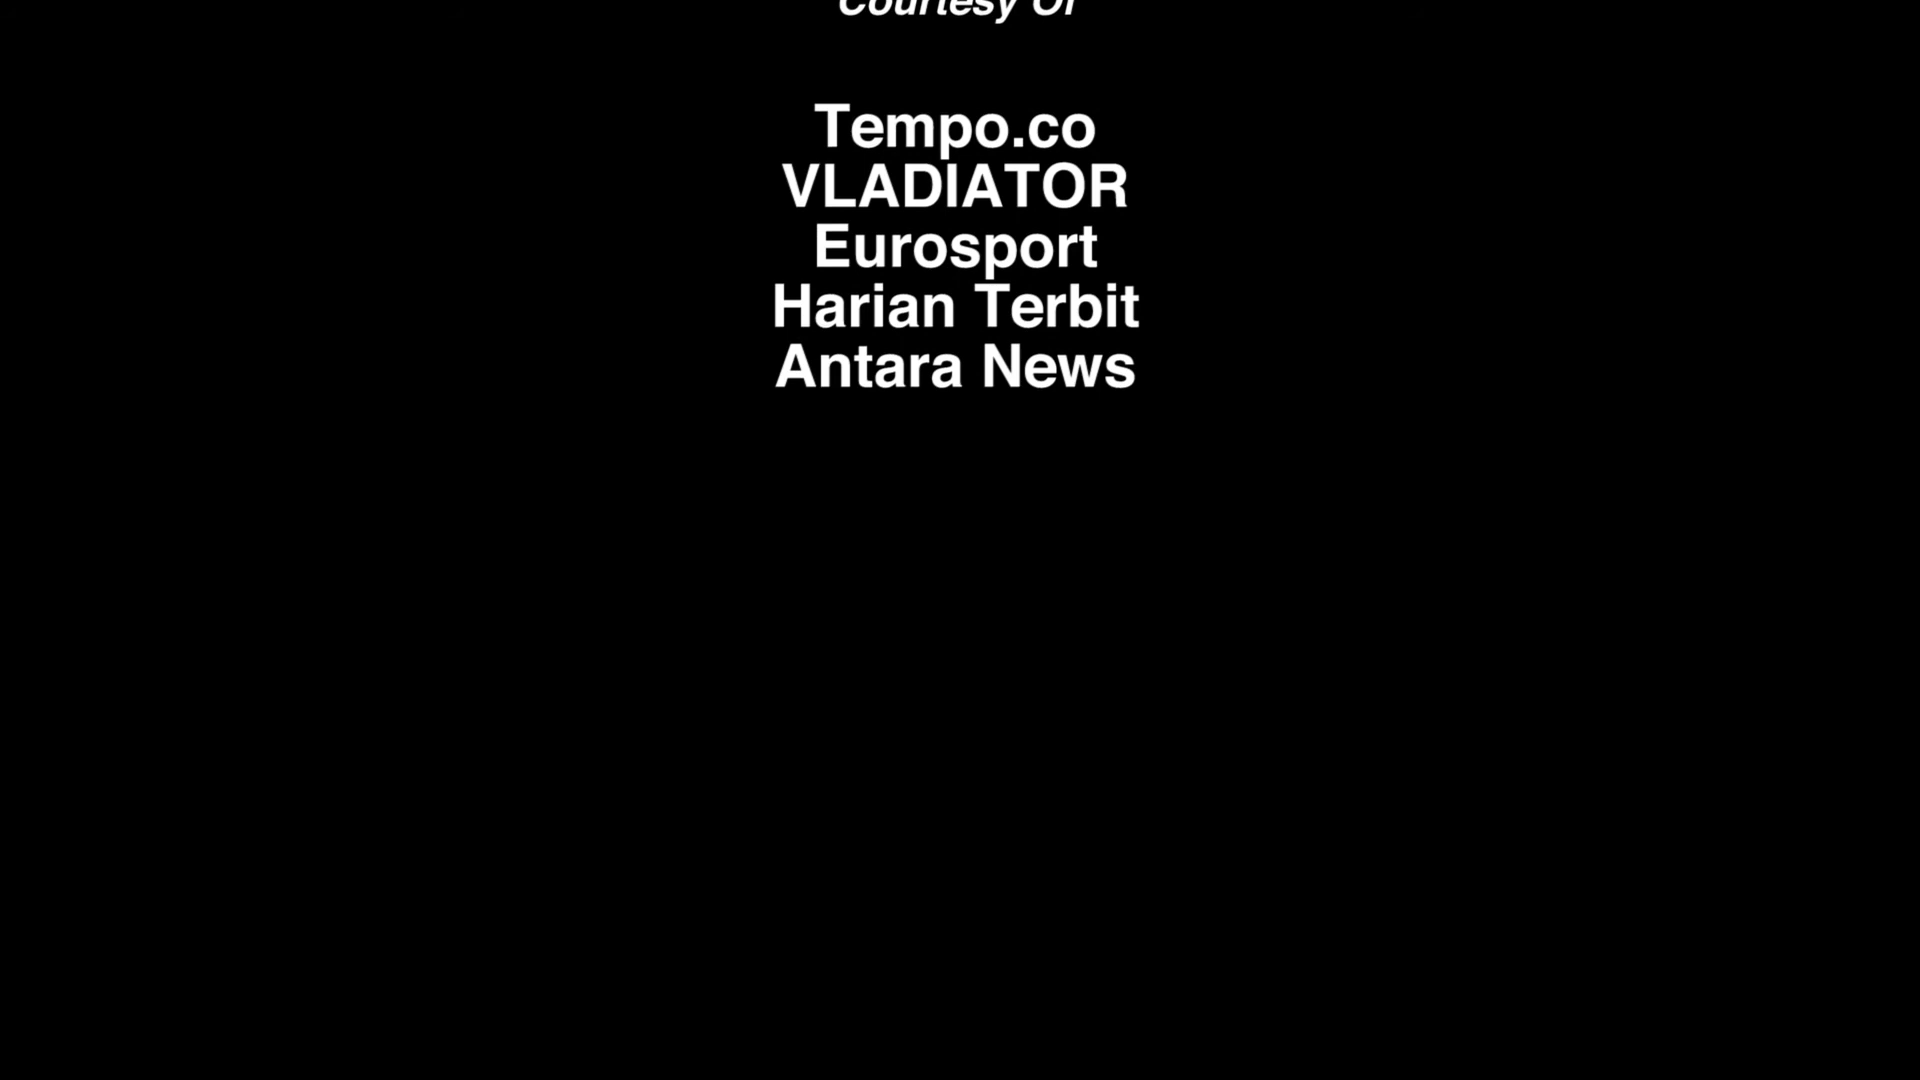 Courtesy Of
Tempo.co
VLADIATOR
Eurosport
Harian Terbit
Antara News